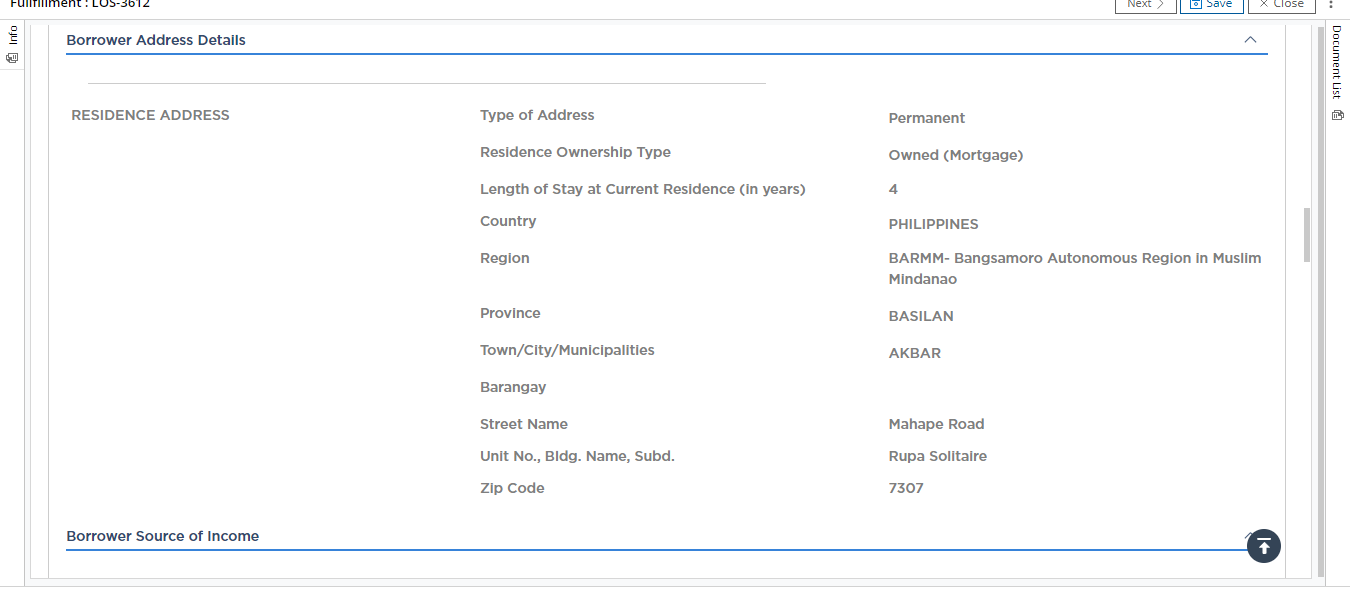 Fullfillment : LOS-3612
Next
Save
Close
Info
Document List
Borrower Address Details
RESIDENCE ADDRESS
Type of Address
Permanent
Residence Ownership Type
Owned (Mortgage)
Length of Stay at Current Residence (in years)
4
Country
PHILIPPINES
Region
BARMM- Bangsamoro Autonomous Region in Muslim
Mindanao
Province
BASILAN
Town/City/Municipalities
AKBAR
Barangay
Street Name
Mahape Road
Unit No., Bldg. Name, Subd.
Rupa Solitaire
Zip Code
7307
Borrower Source of Income